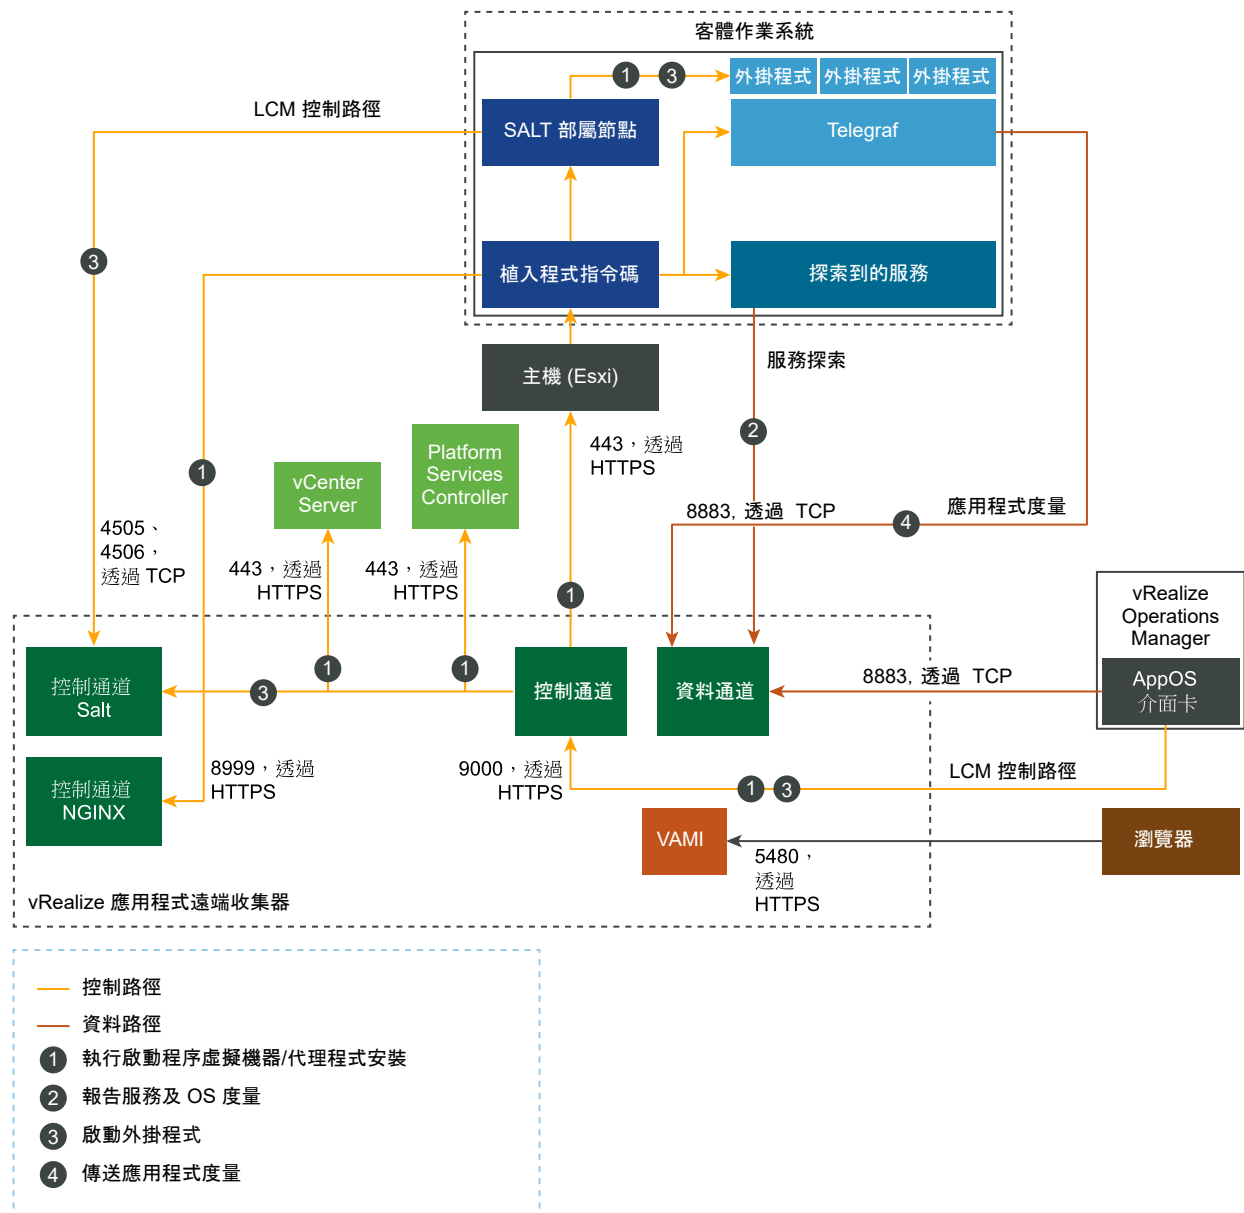 客體作業系統
1
3
外掛程式
外掛程式
外掛程式
LCM 控制路徑
SALT 部屬節點
Telegraf
3
植入程式指令碼
探索到的服務
主機 (Esxi)
服務探索
2
1
443，透過
HTTPS
Platform
Services
Controller
vCenter
Server
4505、
4506，
透過 TCP
443，透過
HTTPS
443，透過
HTTPS
8883, 透過 TCP
4
應用程式度量
1
vRealize
Operations
Manager
AppOS
介面卡
控制通道
Salt
3
1
1
控制通道
資料通道
8883, 透過 TCP
控制通道
NGINX
8999，透過
HTTPS
9000，透過
HTTPS
LCM 控制路徑
1
3
VAMI
5480，
透過
HTTPS
瀏覽器
vRealize 應用程式遠端收集器
控制路徑
資料路徑
1 執行啟動程序虛擬機器/代理程式安裝
2 報告服務及 OS 度量
3 啟動外掛程式
4 傳送應用程式度量